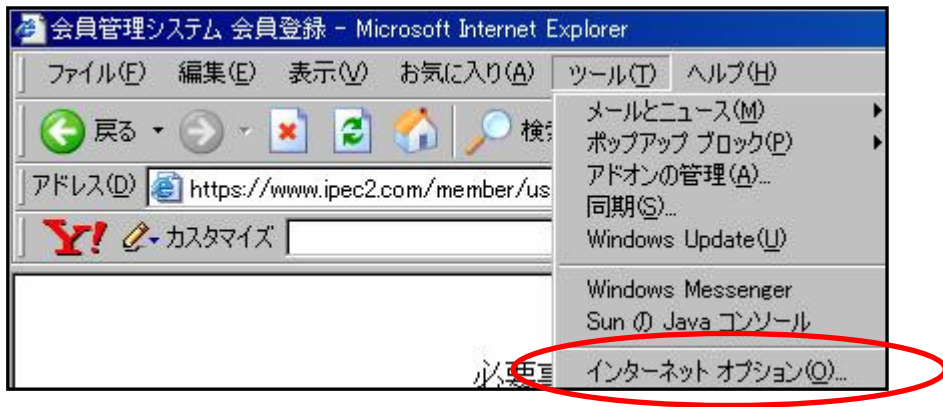 会員管理システム 会員登録 - Microsoft Internet Explorer
ファイル(F) 編集(E) 表示(V) お気に入り(A) ツール(T) ヘルプ(H)
戻る
アドレス(D) https://www.ipec2.com/member/us
Y! カスタマイズ
必要
メールとニュース(M)
ポップアップ ブロック(P)
アドオンの管理(A)...
同期(S)...
Windows Update(U)
Windows Messenger
Sun の Java コンソール
インターネット オプション(O)...